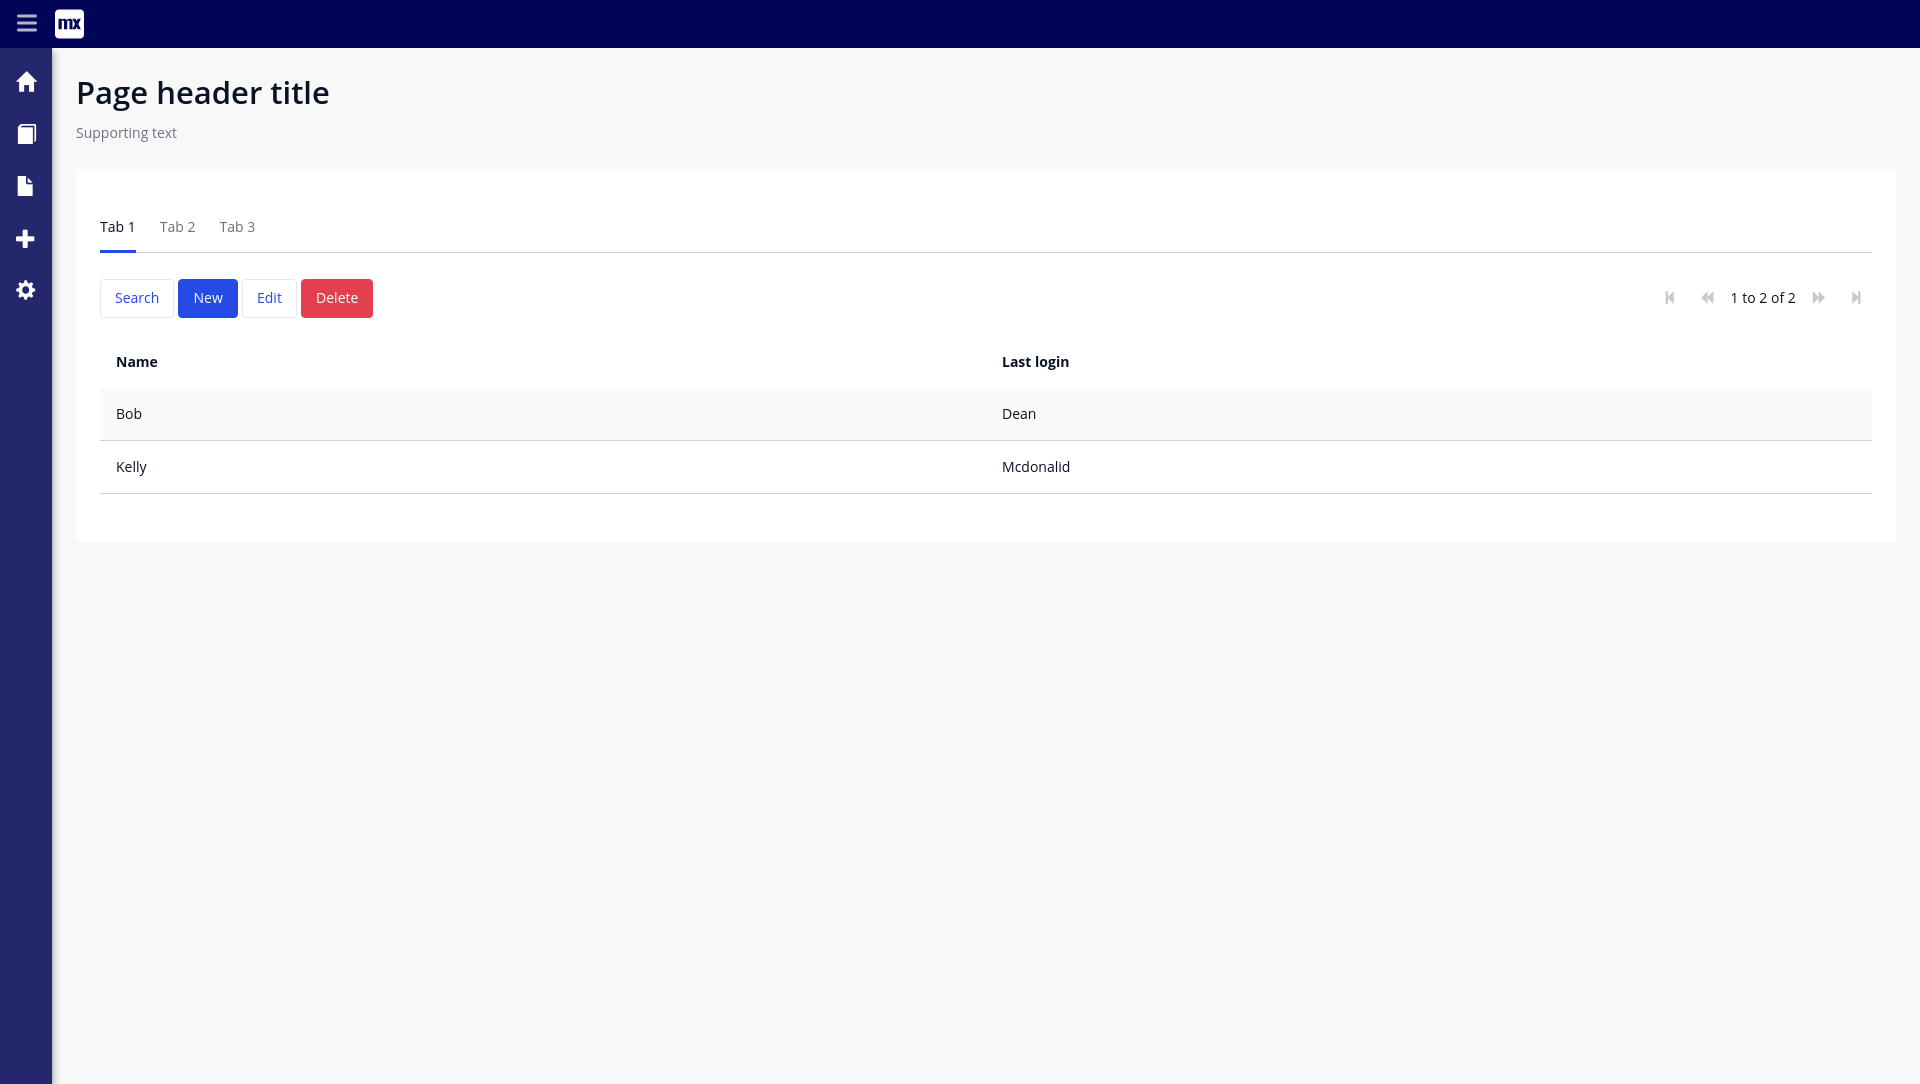 mx
Page header title
Supporting text
Tab 1 Tab 2 Tab 3
Search New Edit Delete 1 to 2 of 2
Name Last login
Bob Dean
Kelly Mcdonalid